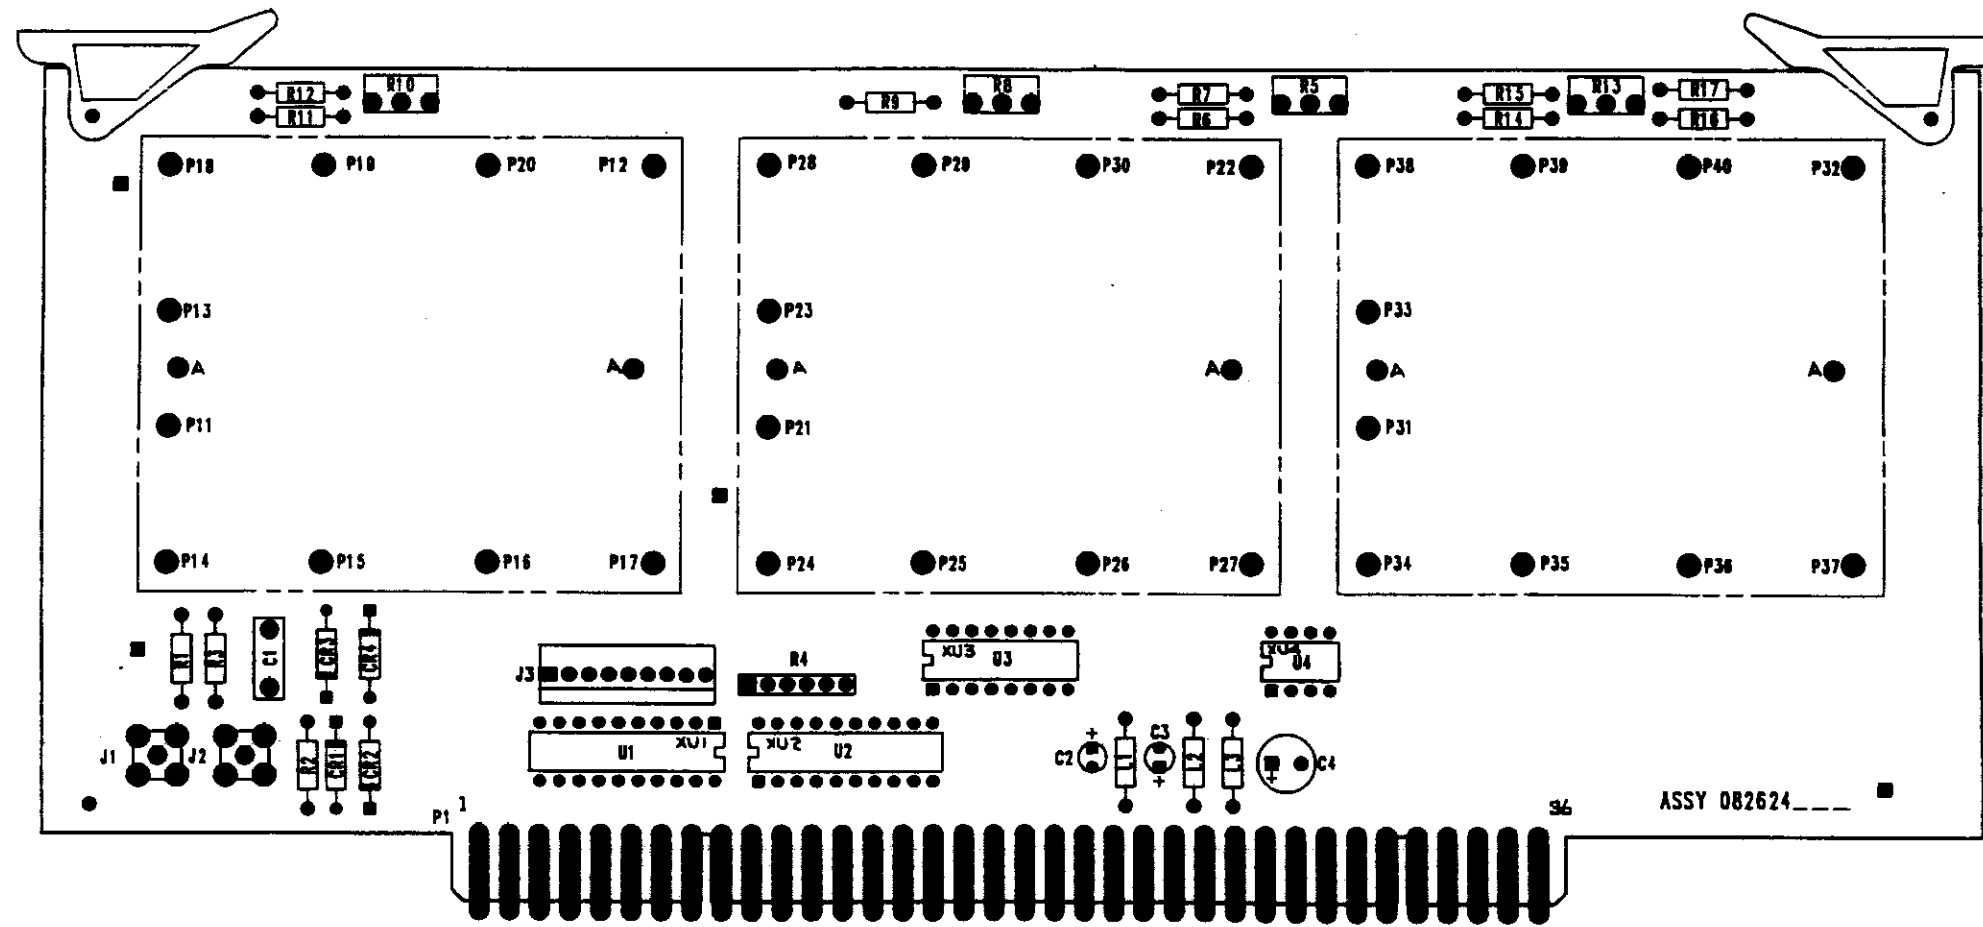 R12 R10 R9 R8 R7 R5 R15 R13 R17
R11 R6 R14 R16
P18 P19 P20 P12 P28 P29 P30 P22 P38 P39 P40 P32
P13 P23 P33
A A A A A A
P11 P21 P31
P14 P15 P16 P17 P24 P25 P26 P27 P34 P35 P36 P37
R1 R3 C1 CR3 CR4 J3 R4 XU3 U3 XU4 U4
J1 J2 R2 CR1 CR2 U1 XU1 XU2 U2 C2 + L1 C3 + L2 L3 + C4
P1 1 56 ASSY 082624___